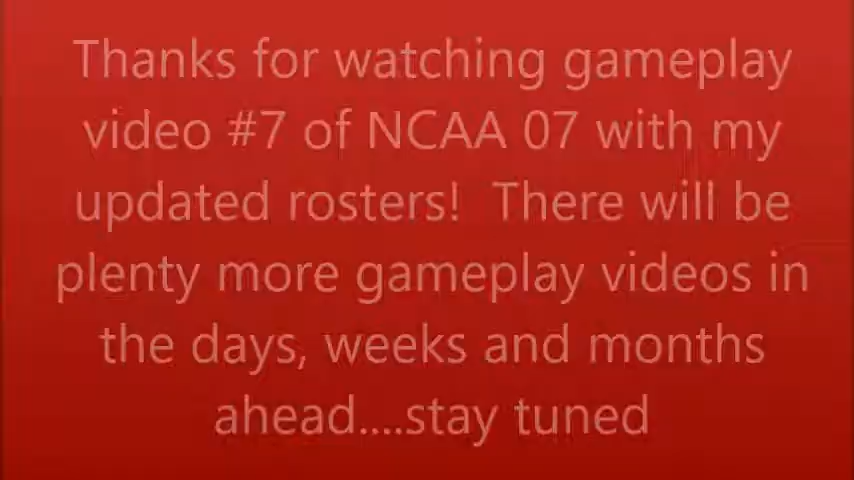 Thanks for watching gameplay
video #7 of NCAA 07 with my
updated rosters!  There will be
plenty more gameplay videos in
the days, weeks and months
ahead....stay tuned